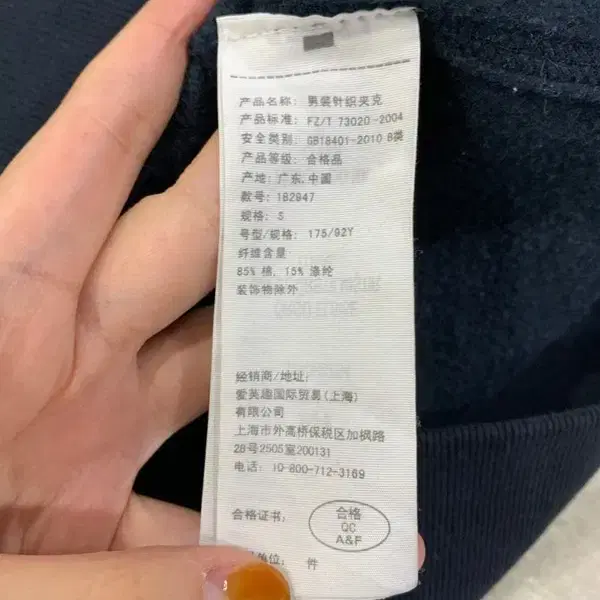 产品名称: 男装针织夹克
产品标准: FZ/T 73020-2004
安全类别: GB18401-2010 B类
产品等级: 合格品
产地: 广东.中國
款号: 182947
规格: S
号型/规格: 175/92Y
纤维含量
85% 棉, 15% 涤纶
装饰物除外
经销商/地址:
爱芙趣国际贸易(上海)
有限公司
上海市外高桥保税区加枫路
28号2505室200131
电话: 10-800-712-3169
合格证书:
合格
QC
A&F
单位: 件